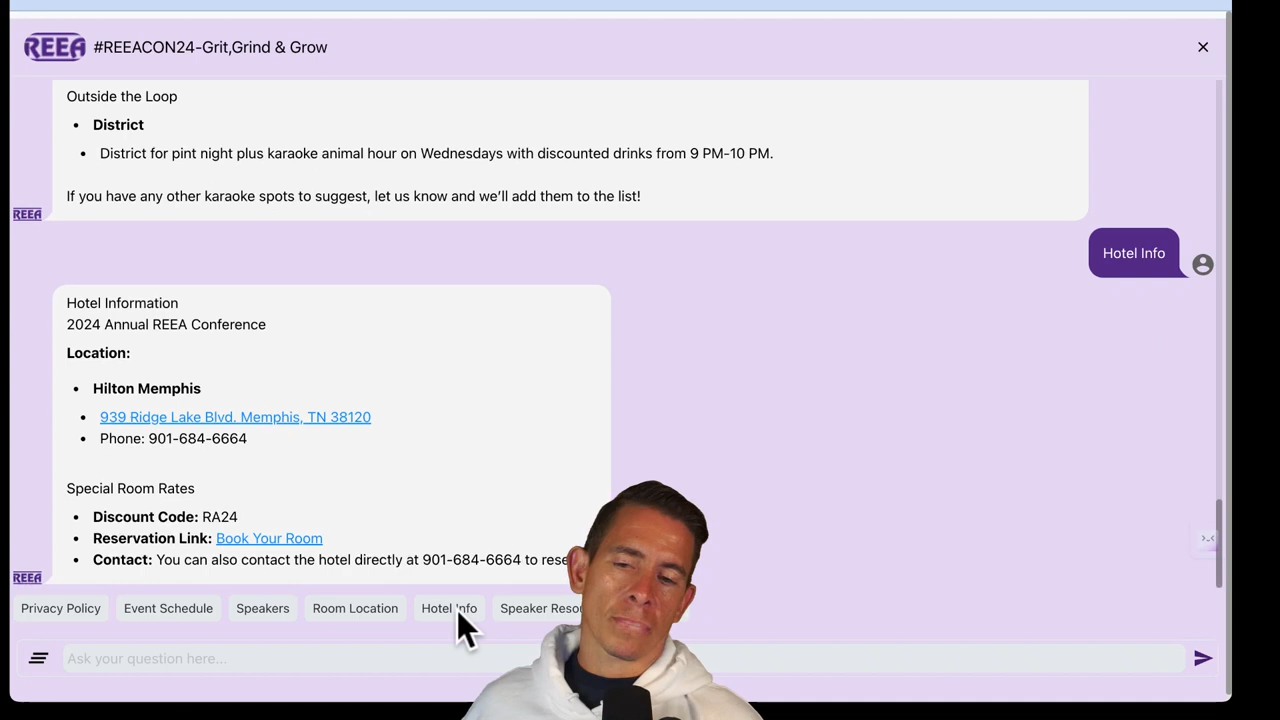 REEA #REEACON24-Grit,Grind & Grow
Outside the Loop
District
District for pint night plus karaoke animal hour on Wednesdays with discounted drinks from 9 PM-10 PM.
If you have any other karaoke spots to suggest, let us know and we'll add them to the list!
REEA
Hotel Info
Hotel Information
2024 Annual REEA Conference
Location:
Hilton Memphis
939 Ridge Lake Blvd. Memphis, TN 38120
Phone: 901-684-6664
Special Room Rates
Discount Code: RA24
Reservation Link: Book Your Room
Contact: You can also contact the hotel directly at 901-684-6664 to
REEA
Privacy Policy Event Schedule Speakers Room Location Hotel Info Speaker
Ask your question here...